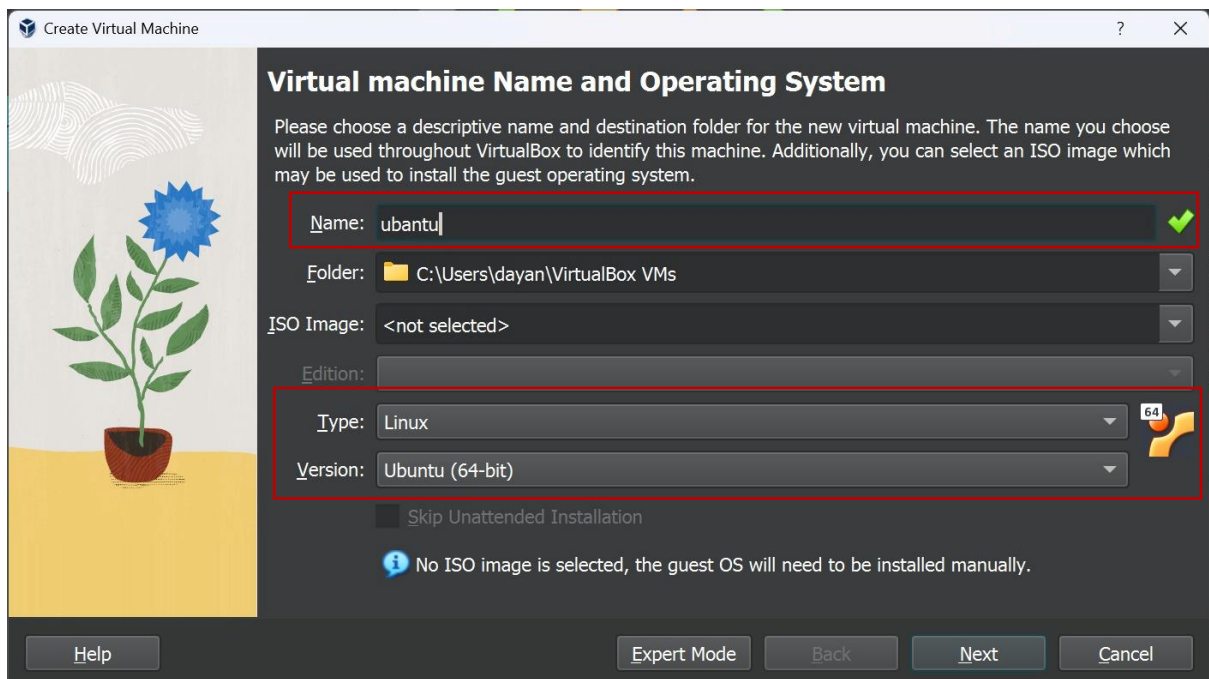 Create Virtual Machine
?
Virtual machine Name and Operating System
Please choose a descriptive name and destination folder for the new virtual machine. The name you choose
will be used throughout VirtualBox to identify this machine. Additionally, you can select an ISO image which
may be used to install the guest operating system.
Name: ubantu
Folder: C:\Users\dayan\VirtualBox VMs
ISO Image: <not selected>
Edition:
Type: Linux
64
Version: Ubuntu (64-bit)
Skip Unattended Installation
No ISO image is selected, the guest OS will need to be installed manually.
Help Expert Mode Back Next Cancel